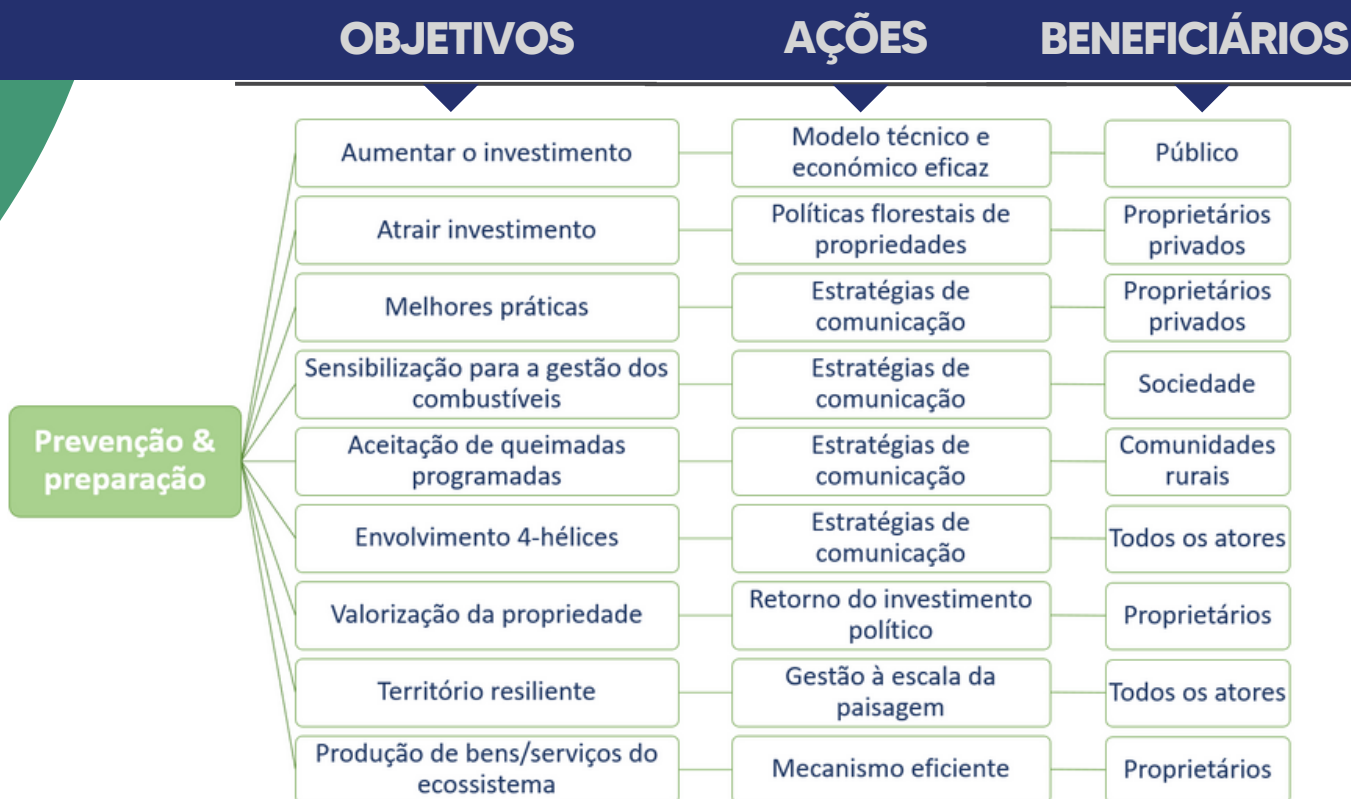 OBJETIVOS AÇÕES BENEFICIÁRIOS
Prevenção &
preparação
Aumentar o investimento
Modelo técnico e
económico eficaz
Público
Atrair investimento
Políticas florestais de
propriedades
Proprietários
privados
Melhores práticas
Estratégias de
comunicação
Proprietários
privados
Sensibilização para a gestão dos
combustíveis
Estratégias de
comunicação
Sociedade
Aceitação de queimadas
programadas
Estratégias de
comunicação
Comunidades
rurais
Envolvimento 4-hélices
Estratégias de
comunicação
Todos os atores
Valorização da propriedade
Retorno do investimento
político
Proprietários
Território resiliente
Gestão à escala da
paisagem
Todos os atores
Produção de bens/serviços do
ecossistema
Mecanismo eficiente
Proprietários